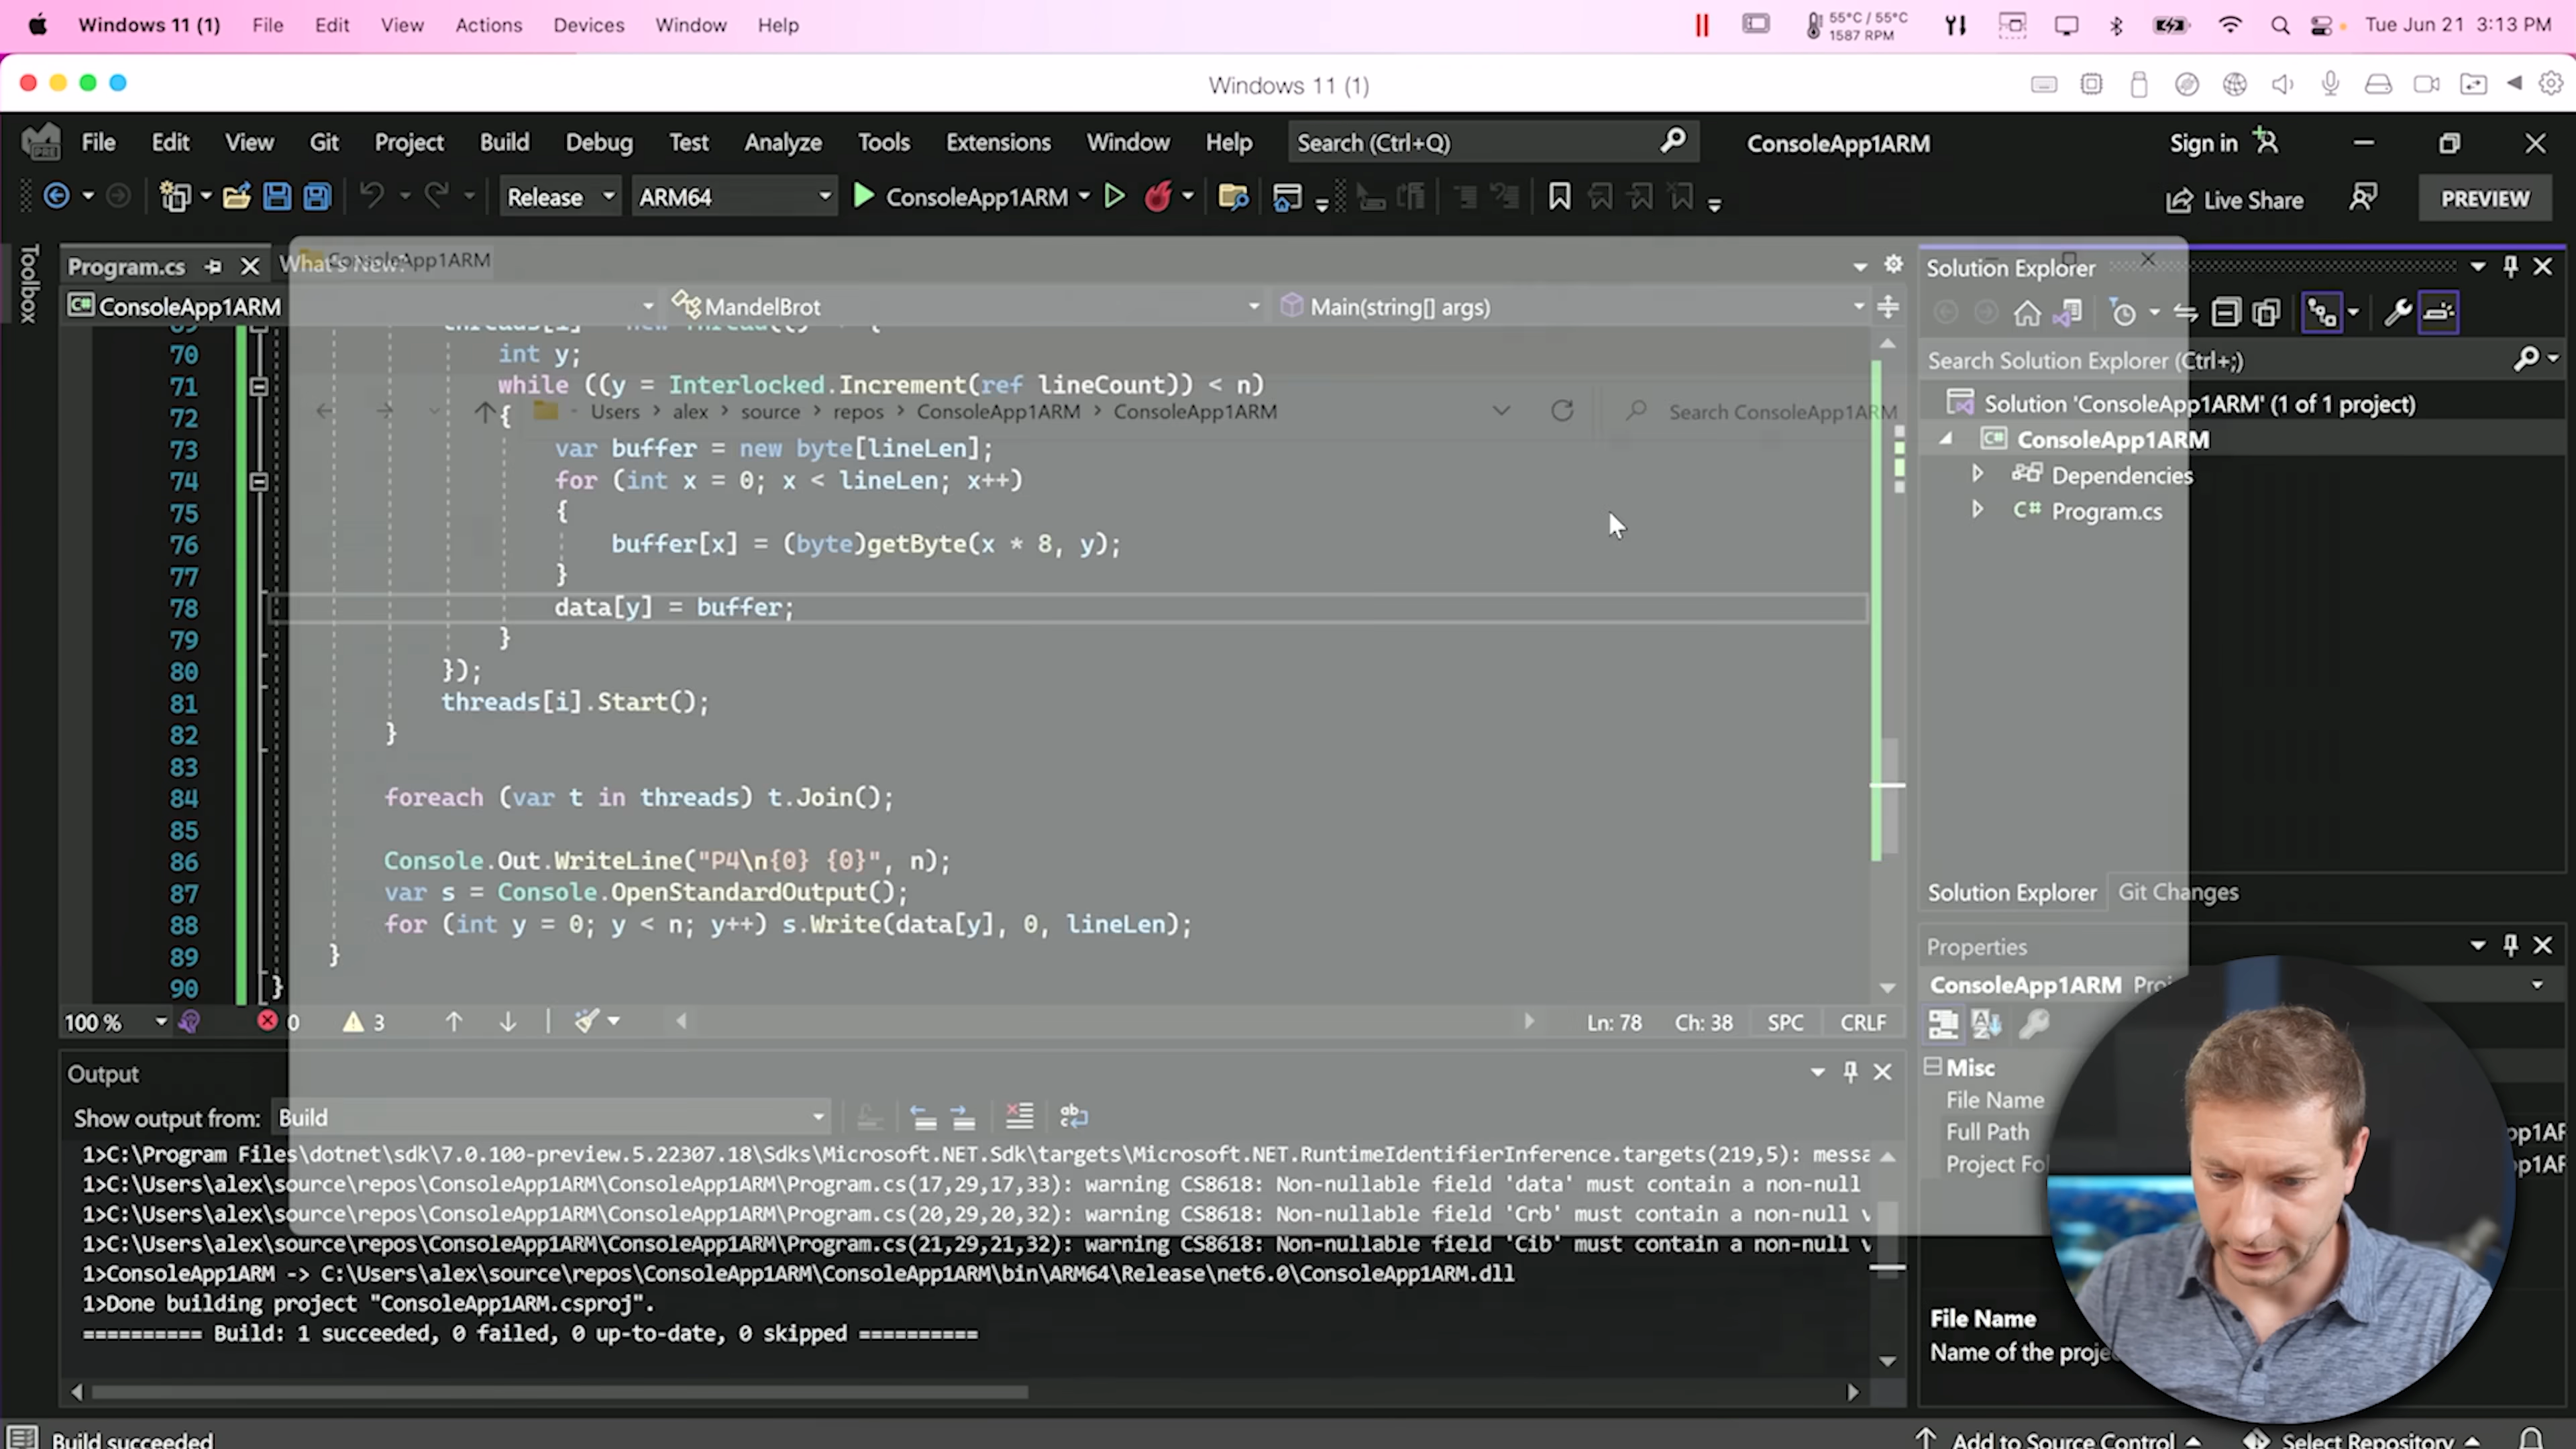 Windows 11 (1) File Edit View Actions Devices Window Help 55°C / 55°C 1587 RPM Tue Jun 21 3:13 PM
Windows 11 (1)
File Edit View Git Project Build Debug Test Analyze Tools Extensions Window Help Search (Ctrl+Q) ConsoleApp1ARM Sign in
PRE
Release ARM64 ConsoleApp1ARM Live Share PREVIEW
Toolbox
Program.cs What's New? ConsoleApp1ARM
ConsoleApp1ARM MandelBrot Main(string[] args)
70 int y;
71 while ((y = Interlocked.Increment(ref lineCount)) < n)
72 {
Users > alex > source > repos > ConsoleApp1ARM > ConsoleApp1ARM Search ConsoleApp1ARM
73 var buffer = new byte[lineLen];
74 for (int x = 0; x < lineLen; x++)
75 {
76 buffer[x] = (byte)getByte(x * 8, y);
77 }
78 data[y] = buffer;
79 }
80 });
81 threads[i].Start();
82 }
83
84 foreach (var t in threads) t.Join();
85
86 Console.Out.WriteLine("P4\n{0} {0}", n);
87 var s = Console.OpenStandardOutput();
88 for (int y = 0; y < n; y++) s.Write(data[y], 0, lineLen);
89 }
90 }
100 % 0 3 Ln: 78 Ch: 38 SPC CRLF
Output
Show output from: Build
1>C:\Program Files\dotnet\sdk\7.0.100-preview.5.22307.18\Sdks\Microsoft.NET.Sdk\targets\Microsoft.NET.RuntimeIdentifierInference.targets(219,5): messa
1>C:\Users\alex\source\repos\ConsoleApp1ARM\ConsoleApp1ARM\Program.cs(17,29,17,33): warning CS8618: Non-nullable field 'data' must contain a non-null
1>C:\Users\alex\source\repos\ConsoleApp1ARM\ConsoleApp1ARM\Program.cs(20,29,20,32): warning CS8618: Non-nullable field 'Crb' must contain a non-null v
1>C:\Users\alex\source\repos\ConsoleApp1ARM\ConsoleApp1ARM\Program.cs(21,29,21,32): warning CS8618: Non-nullable field 'Cib' must contain a non-null v
1>ConsoleApp1ARM -> C:\Users\alex\source\repos\ConsoleApp1ARM\ConsoleApp1ARM\bin\ARM64\Release\net6.0\ConsoleApp1ARM.dll
1>Done building project "ConsoleApp1ARM.csproj".
========== Build: 1 succeeded, 0 failed, 0 up-to-date, 0 skipped ==========
Solution Explorer
Search Solution Explorer (Ctrl+;)
Solution 'ConsoleApp1ARM' (1 of 1 project)
ConsoleApp1ARM
Dependencies
C# Program.cs
Solution Explorer Git Changes
Properties
ConsoleApp1ARM
Misc
File Name
Full Path
Project Fol
File Name
Name of the proje
Build succeeded Add to Source Control Select Repository